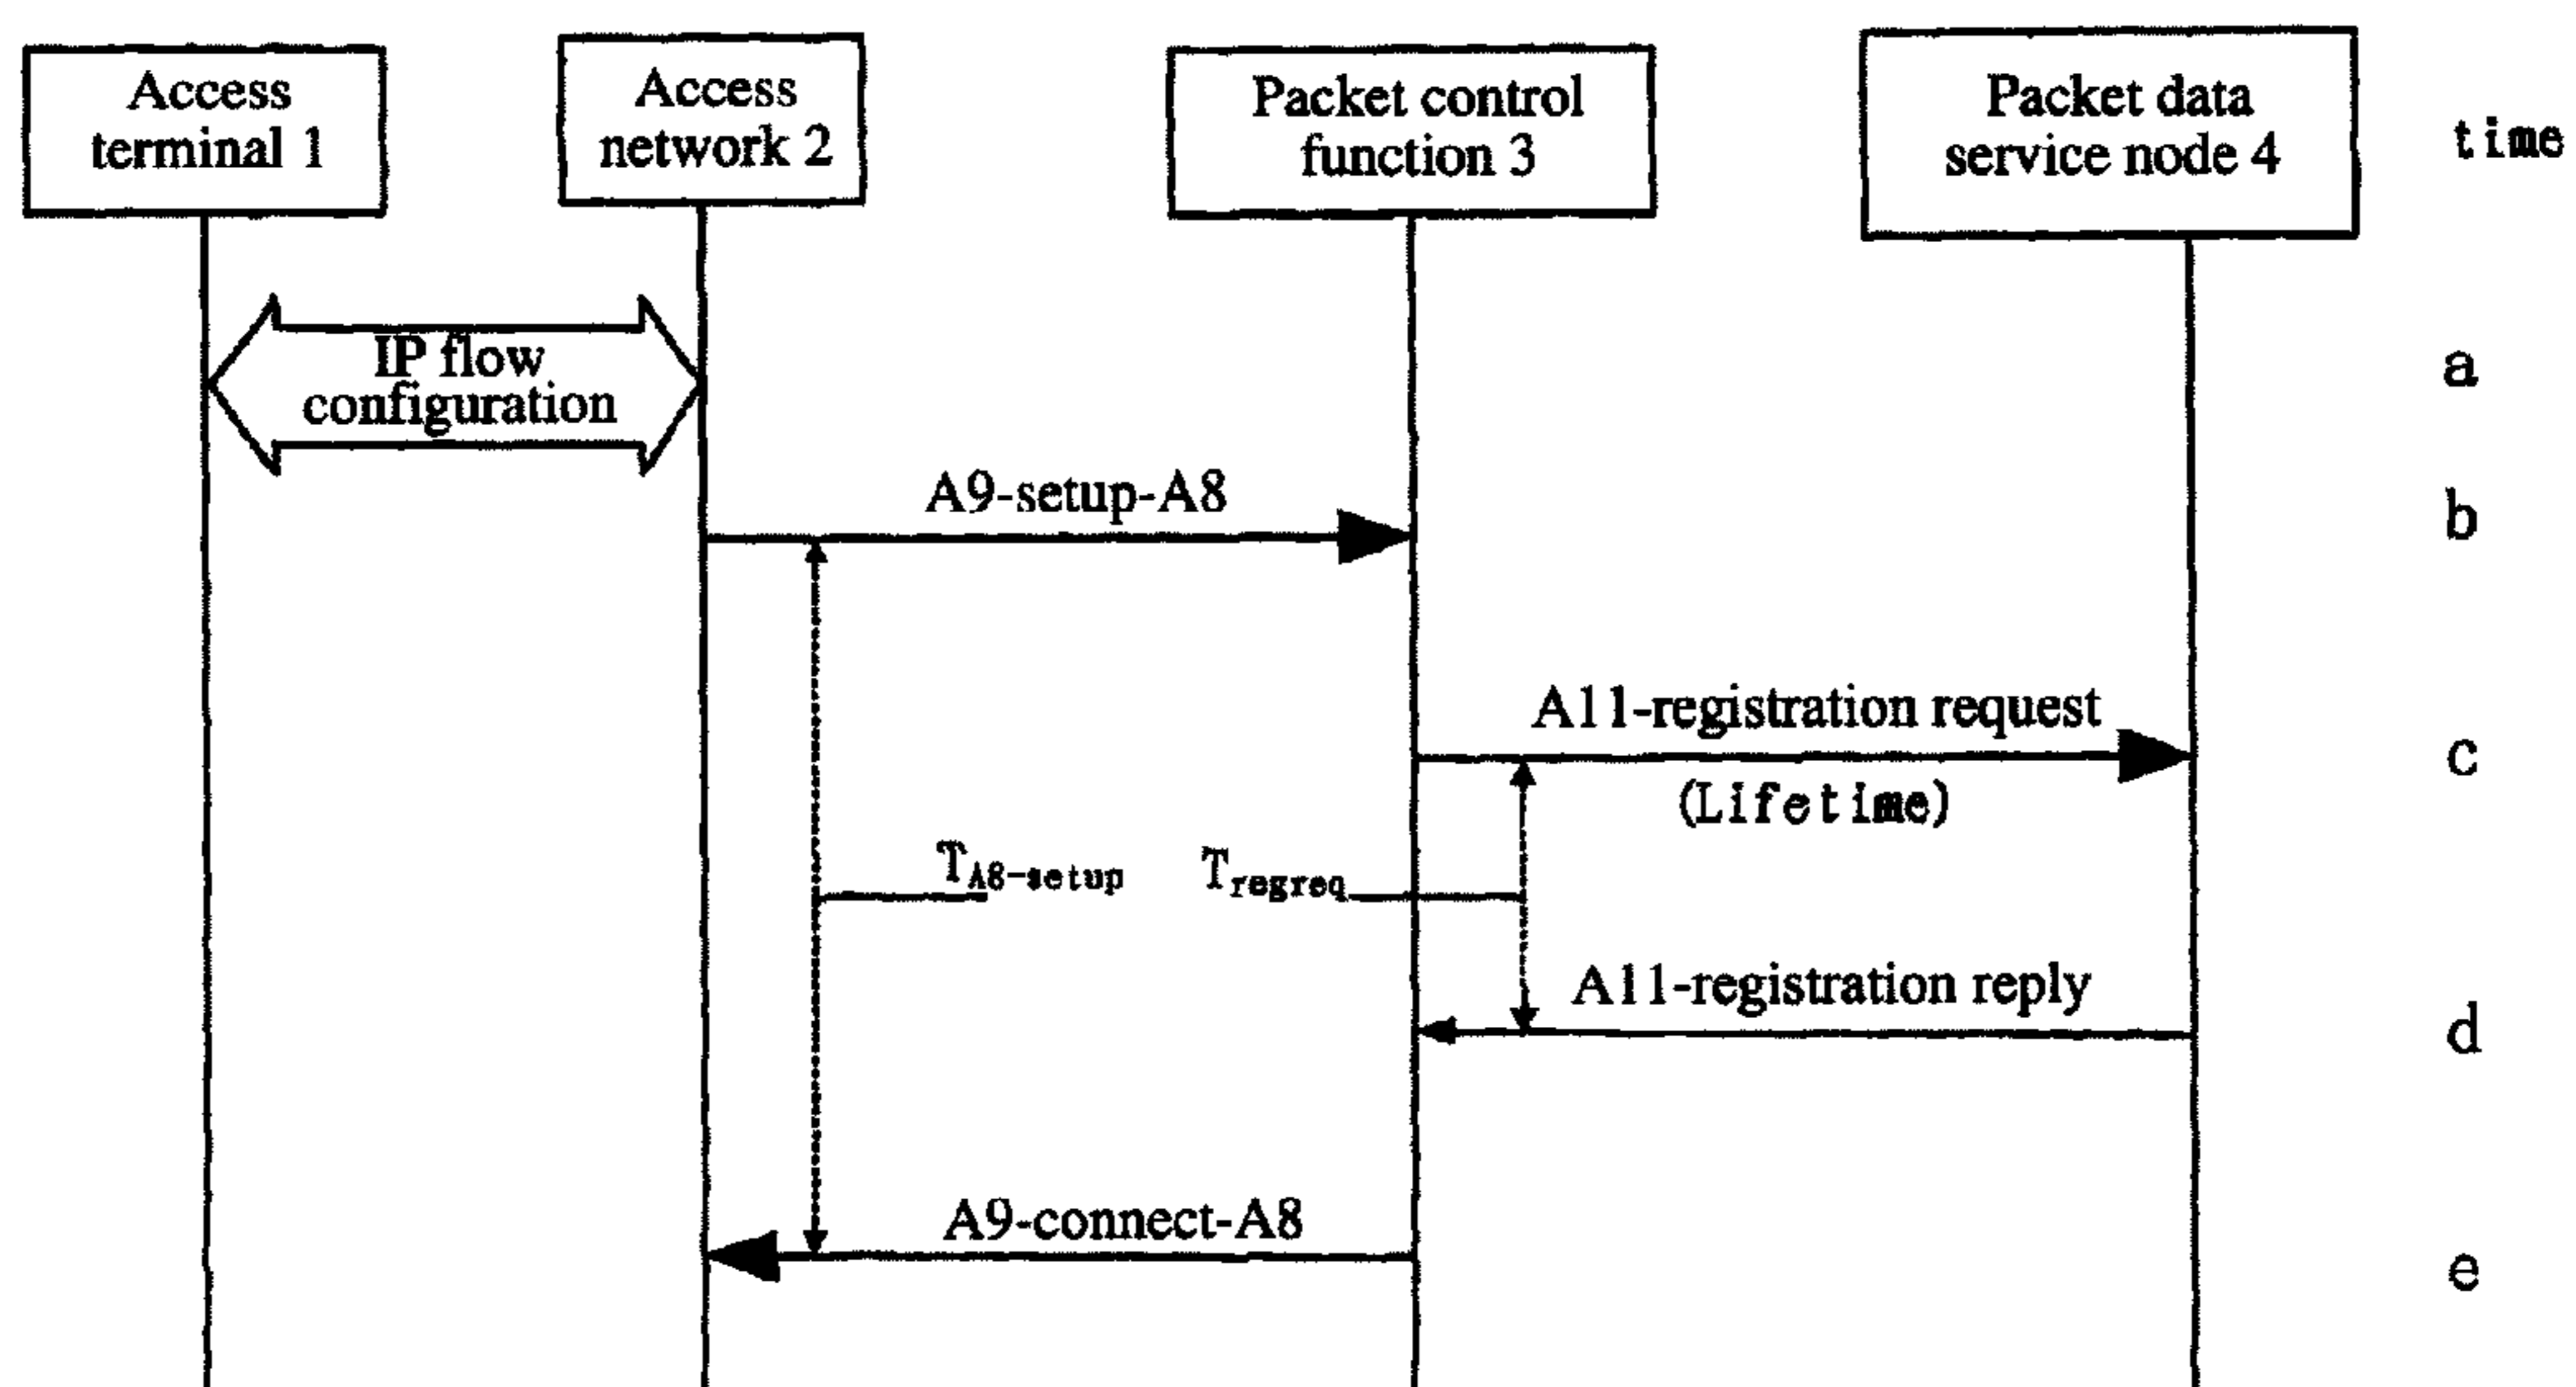 Access
terminal 1
Access
network 2
Packet control
function 3
Packet data
service node 4
time
IP flow
configuration
a
A9-setup-A8
b
A11-registration request
(Lifetime)
c
TA8-setup
Tregreq
A11-registration reply
d
A9-connect-A8
e